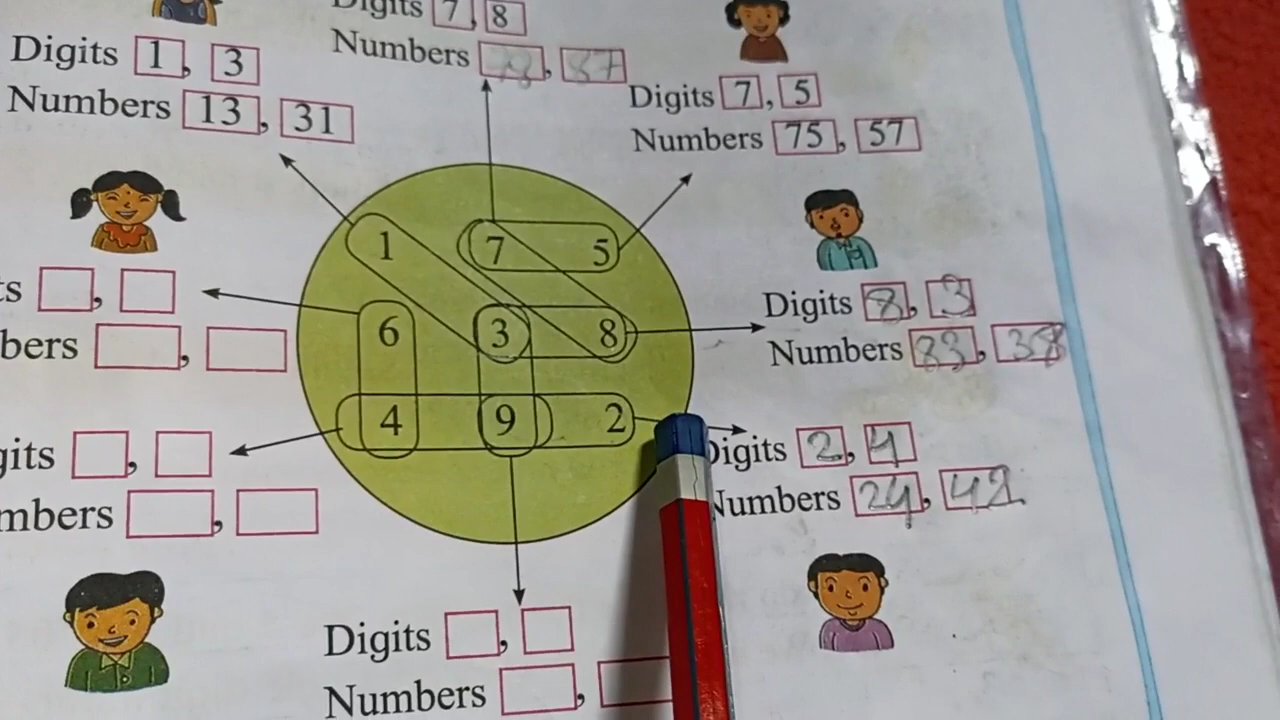 Digits 7, 8
Numbers 78, 87
Digits 1, 3
Numbers 13, 31
Digits 7, 5
Numbers 75, 57
1 7 5
6 3 8
4 9 2
Digits 8, 3
Numbers 83, 38
Digits 2, 4
Numbers 24, 42
ts ,
bers ,
gits ,
mbers ,
Digits ,
Numbers ,